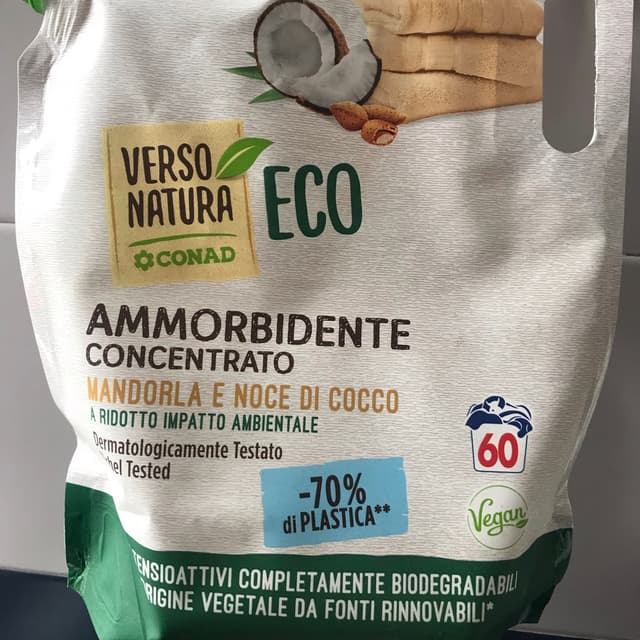 VERSO
NATURA
CONAD
ECO
AMMORBIDENTE
CONCENTRATO
MANDORLA E NOCE DI COCCO
A RIDOTTO IMPATTO AMBIENTALE
Dermatologicamente Testato
Tested
60
-70%
di PLASTICA**
Vegan
TENSIOATTIVI COMPLETAMENTE BIODEGRADABILI
ORIGINE VEGETALE DA FONTI RINNOVABILI*